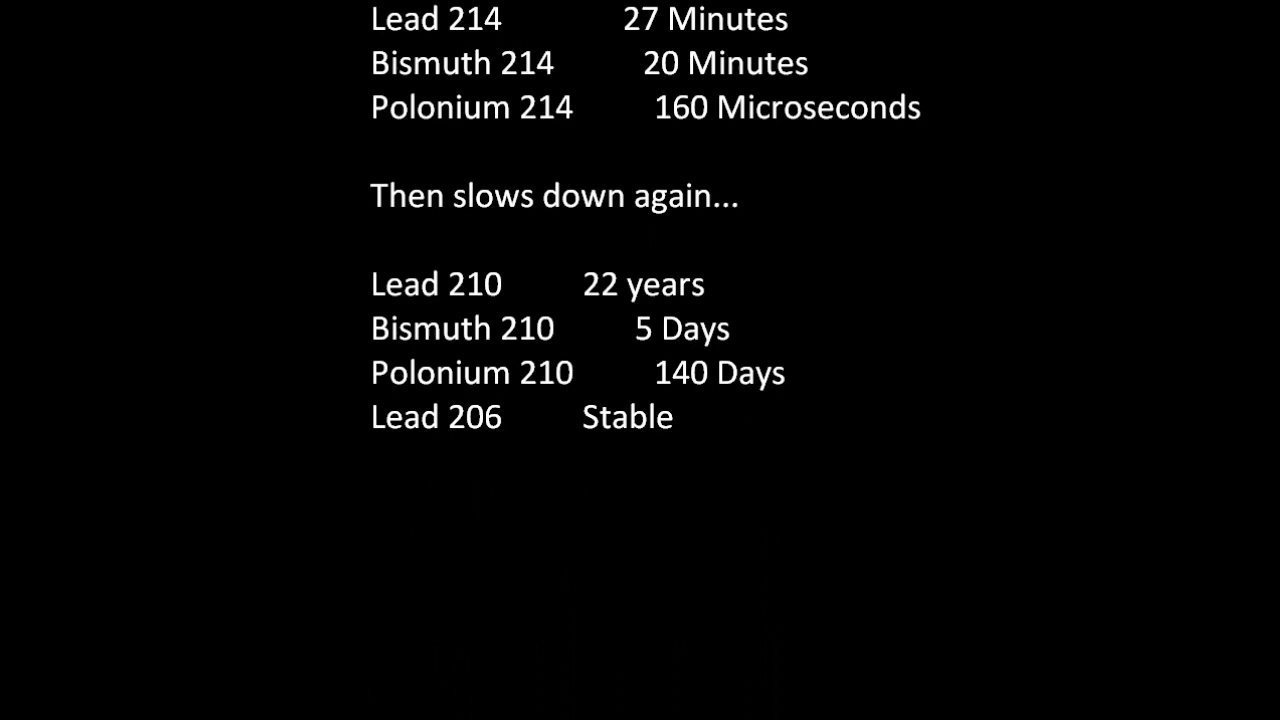 Lead 214 27 Minutes
Bismuth 214 20 Minutes
Polonium 214 160 Microseconds
Then slows down again...
Lead 210 22 years
Bismuth 210 5 Days
Polonium 210 140 Days
Lead 206 Stable